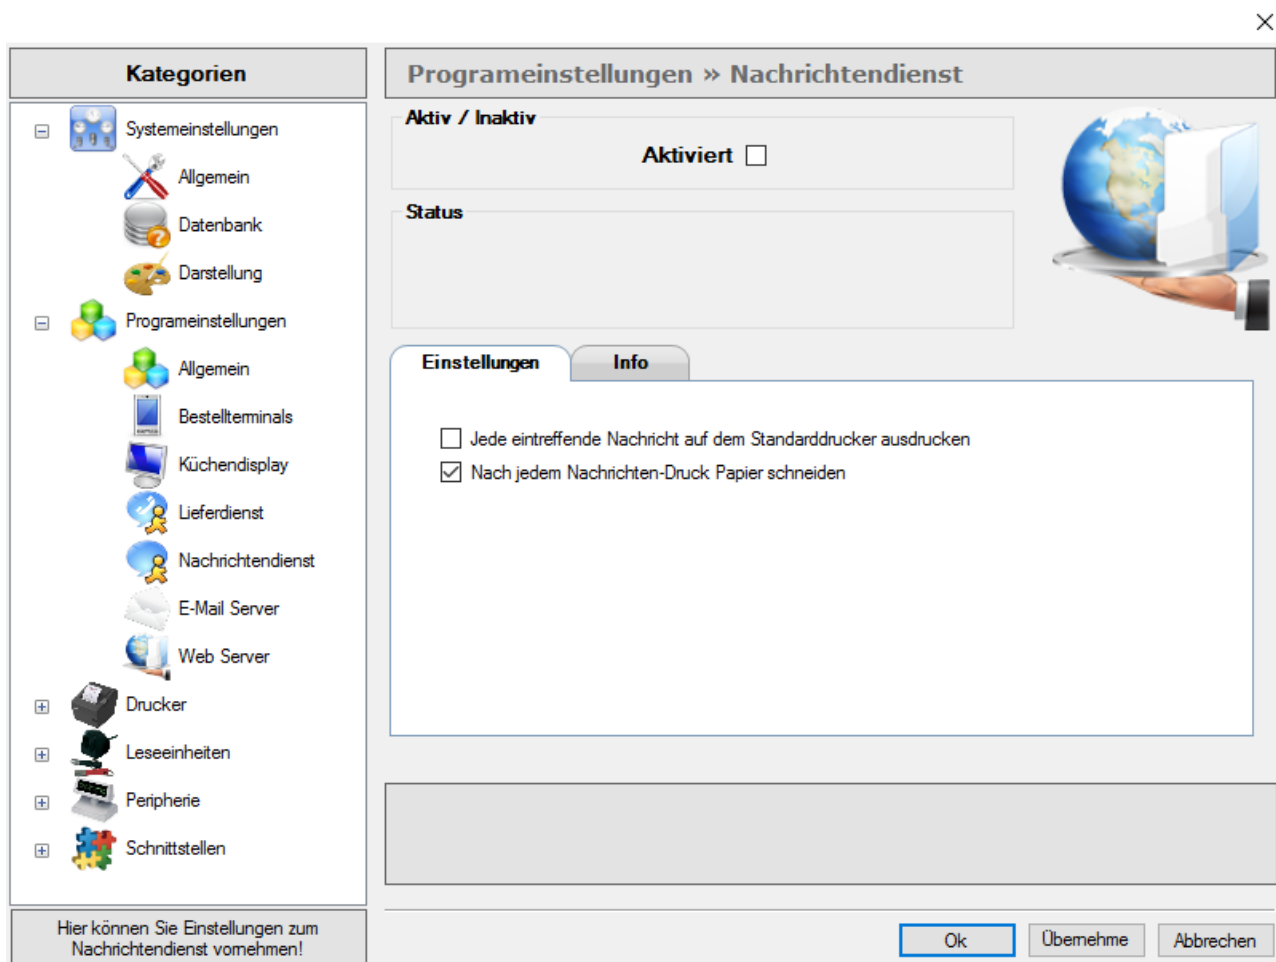 Kategorien
Systemeinstellungen
Allgemein
Datenbank
Darstellung
Programeinstellungen
Allgemein
Bestellterminals
Küchendisplay
Lieferdienst
Nachrichtendienst
E-Mail Server
Web Server
Drucker
Leseeinheiten
Peripherie
Schnittstellen
Hier können Sie Einstellungen zum
Nachrichtendienst vornehmen!
Programeinstellungen » Nachrichtendienst
Aktiv / Inaktiv
Aktiviert
Status
Einstellungen
Info
Jede eintreffende Nachricht auf dem Standarddrucker ausdrucken
Nach jedem Nachrichten-Druck Papier schneiden
Ok
Übernehme
Abbrechen